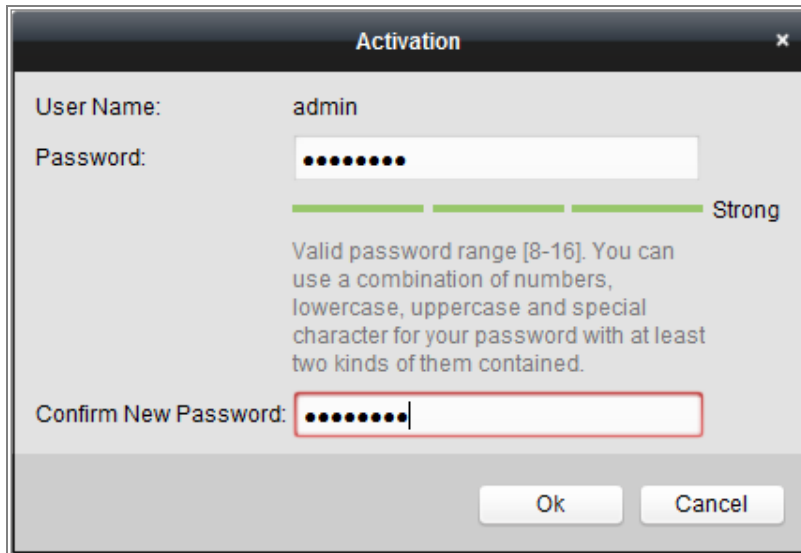 Activation ×
User Name: admin
Password: ••••••••
Strong
Valid password range [8-16]. You can
use a combination of numbers,
lowercase, uppercase and special
character for your password with at least
two kinds of them contained.
Confirm New Password: ••••••••
Ok Cancel